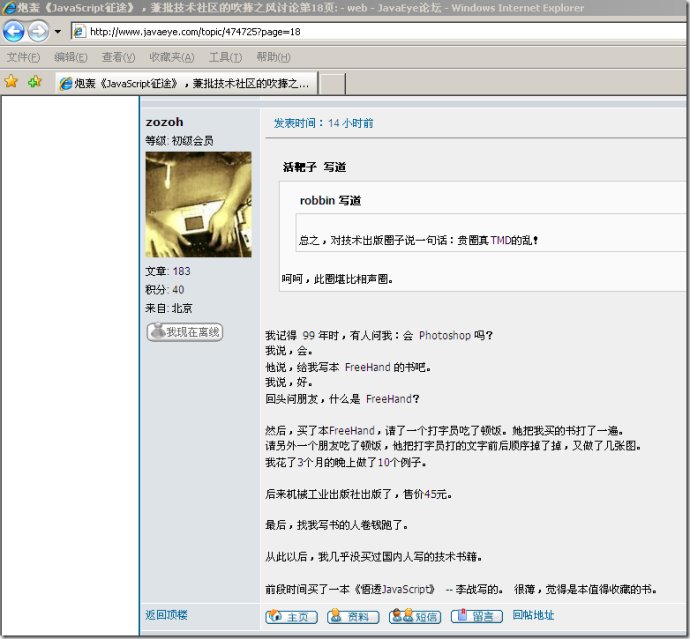 炮轰《JavaScript征途》，兼批技术社区的吹捧之风讨论第18页: - web - JavaEye论坛 - Windows Internet Explorer
http://www.javaeye.com/topic/474725?page=18
文件(F) 编辑(E) 查看(V) 收藏夹(A) 工具(T) 帮助(H)
炮轰《JavaScript征途》，兼批技术社区的吹捧之...
zozoh
等级: 初级会员
文章: 183
积分: 40
来自: 北京
我现在离线
发表时间：14 小时前
活靶子 写道
robbin 写道
总之，对技术出版圈子说一句话：贵圈真TMD的乱！
呵呵，此圈堪比相声圈。
我记得 99 年时，有人问我：会 Photoshop 吗？
我说，会。
他说，给我写本 FreeHand 的书吧。
我说，好。
回头问朋友，什么是 FreeHand？
然后，买了本FreeHand，请了一个打字员吃了顿饭。她把我买的书打了一遍。
请另外一个朋友吃了顿饭，他把打字员打的文字前后顺序掉了掉，又做了几张图。
我花了3个月的晚上做了10个例子。
后来机械工业出版社出版了，售价45元。
最后，找我写书的人卷钱跑了。
从此以后，我几乎没买过国内人写的技术书籍。
前段时间买了一本《悟透JavaScript》 -- 李战写的。 很薄，觉得是本值得收藏的书。
返回顶楼
主页 资料 短信 留言 回帖地址